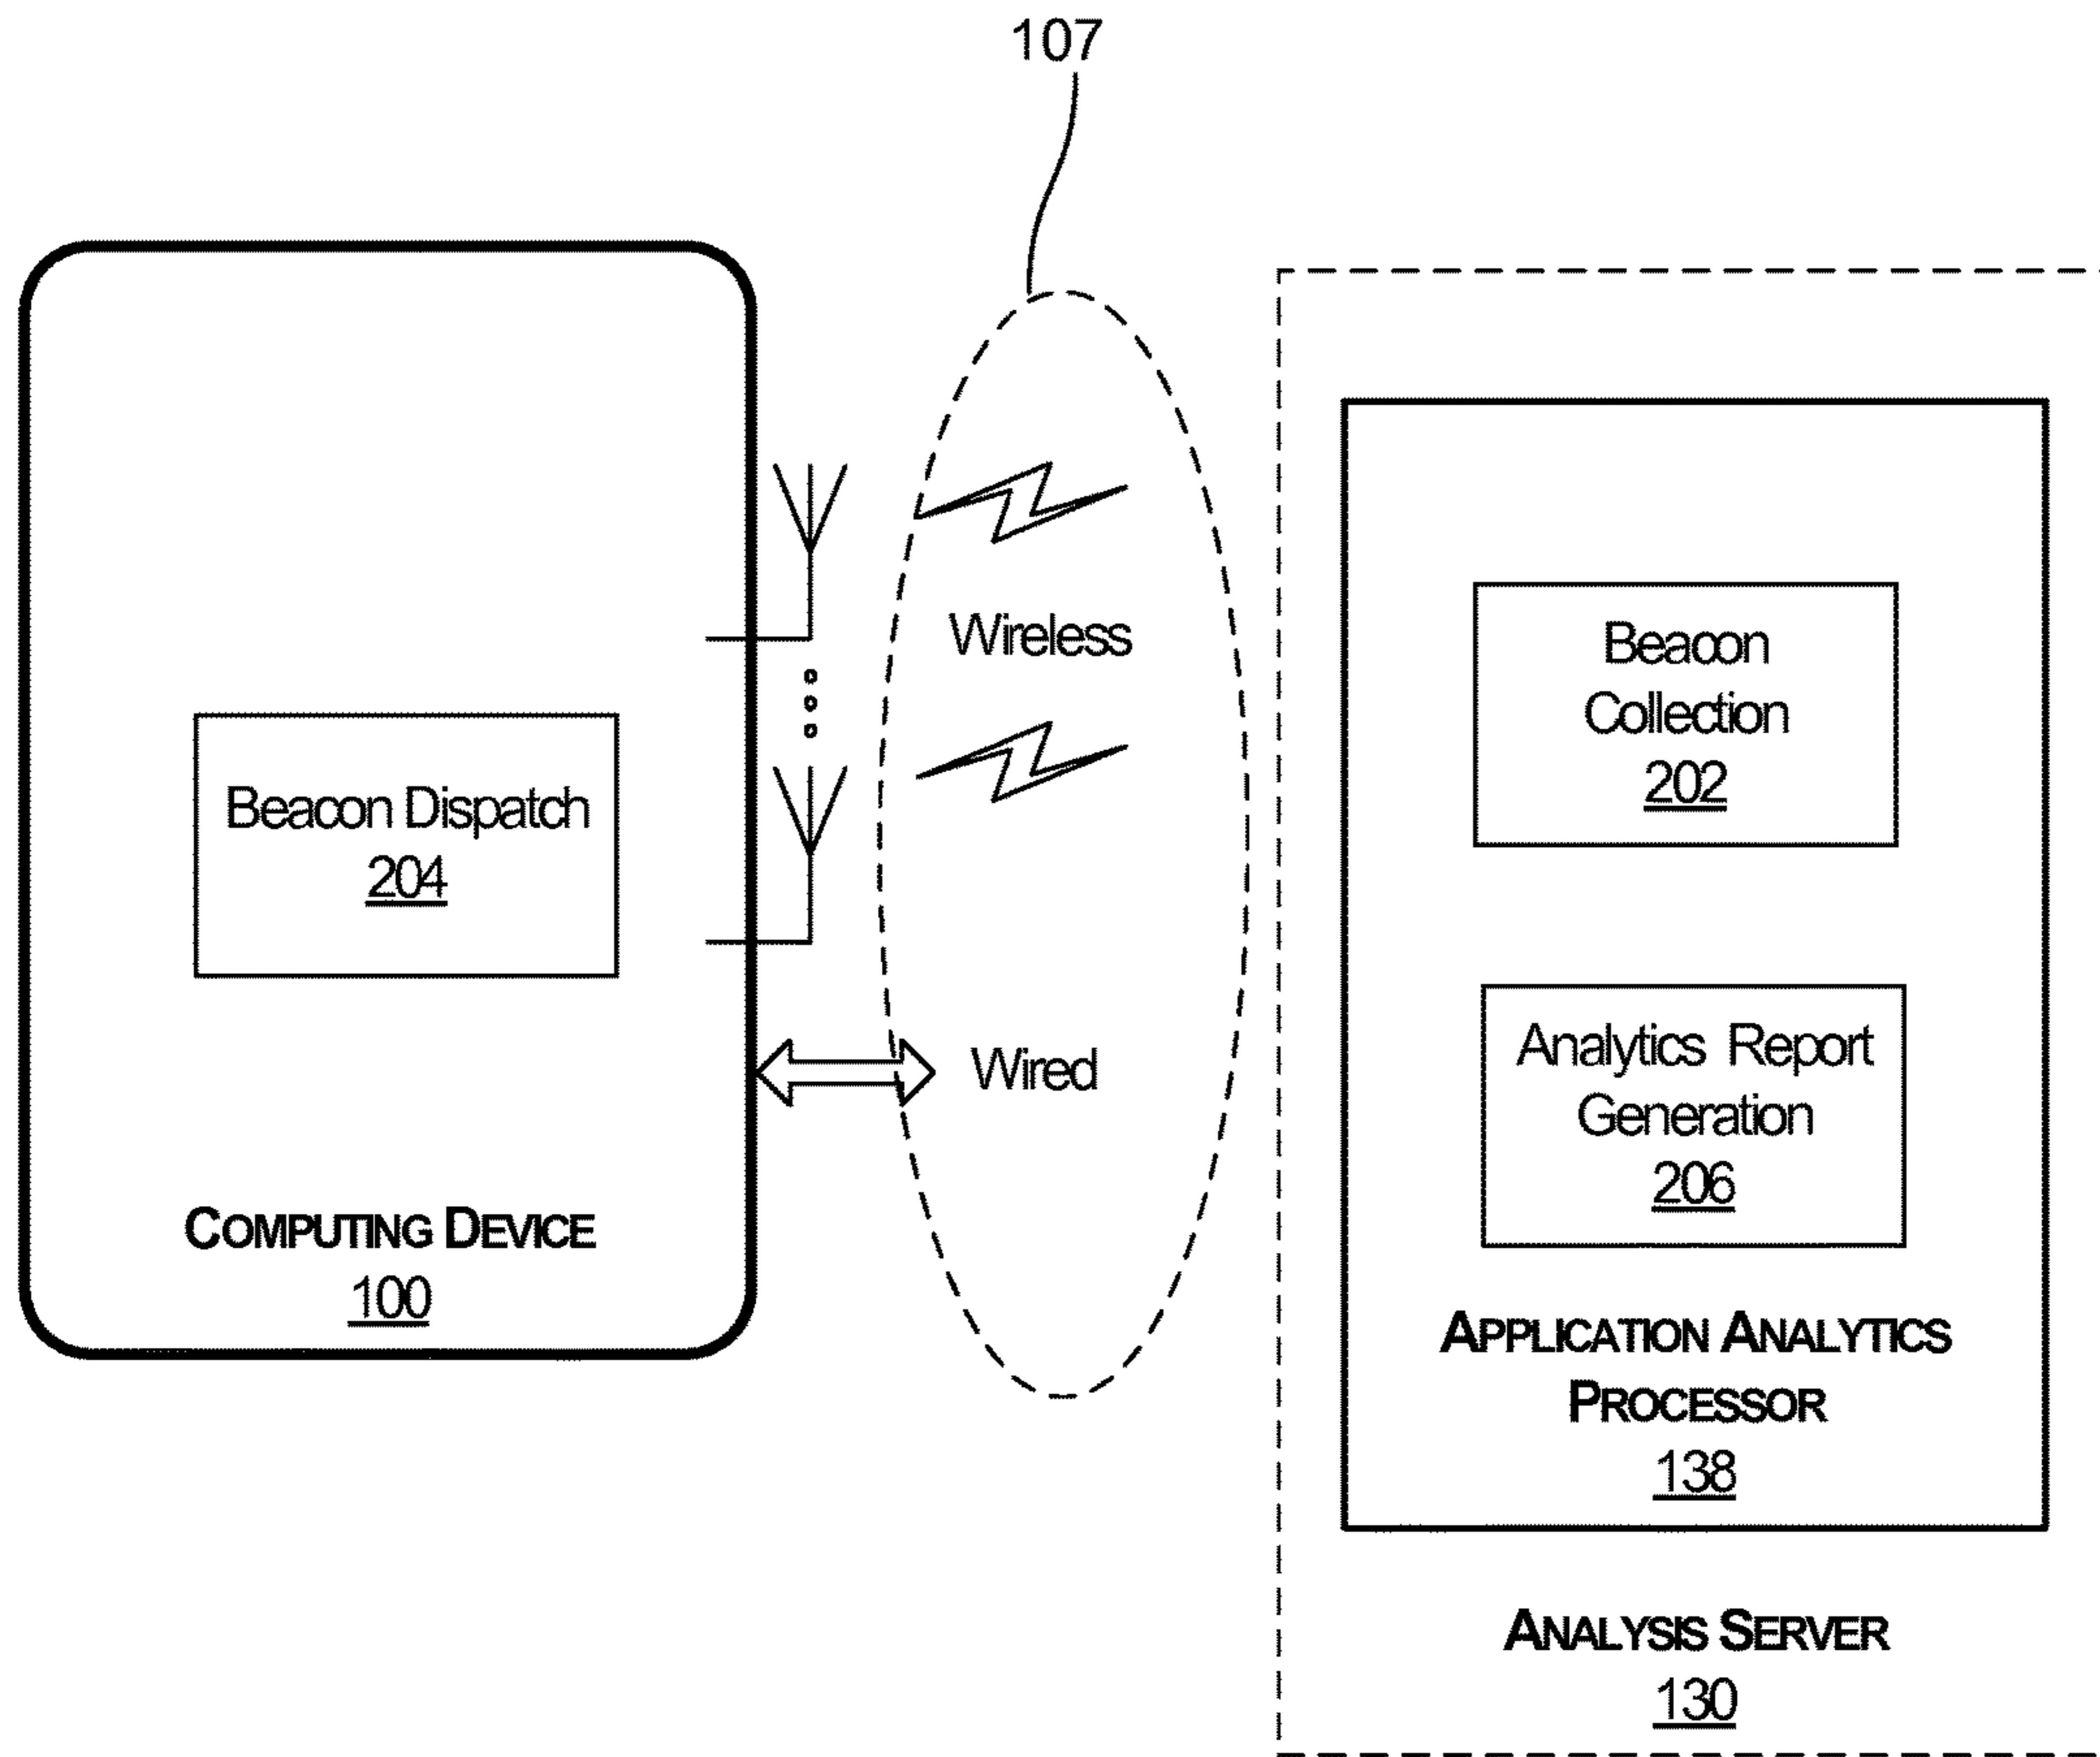 107
Beacon Dispatch
204
COMPUTING DEVICE
100
Wireless
Wired
Beacon
Collection
202
Analytics Report
Generation
206
APPLICATION ANALYTICS
PROCESSOR
138
ANALYSIS SERVER
130